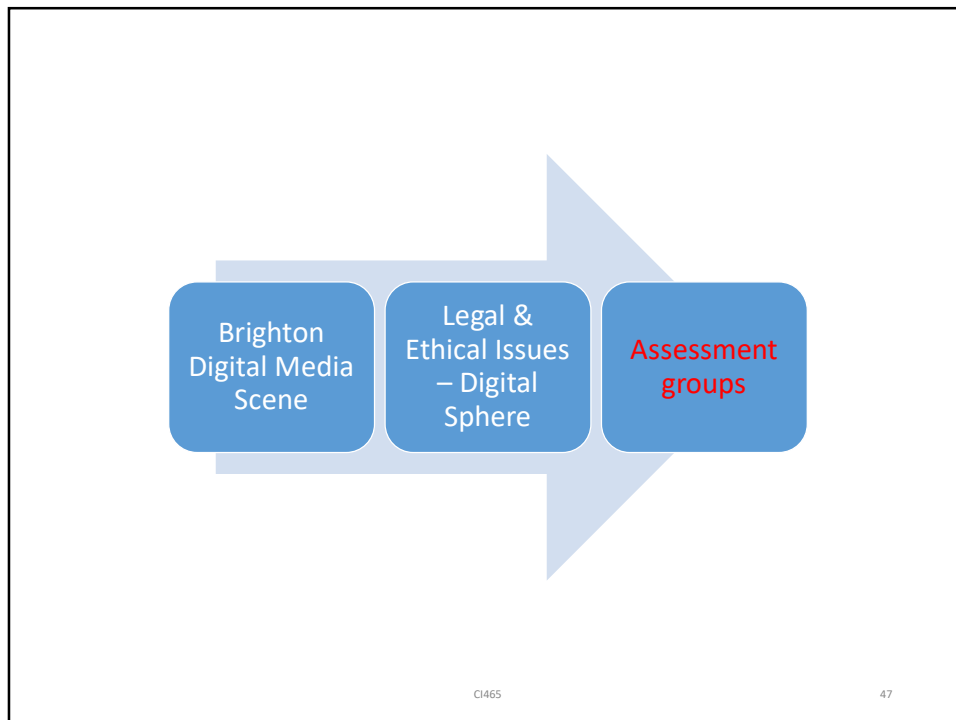 Brighton
Digital Media
Scene
Legal &
Ethical Issues
– Digital
Sphere
Assessment
groups
CI465
47